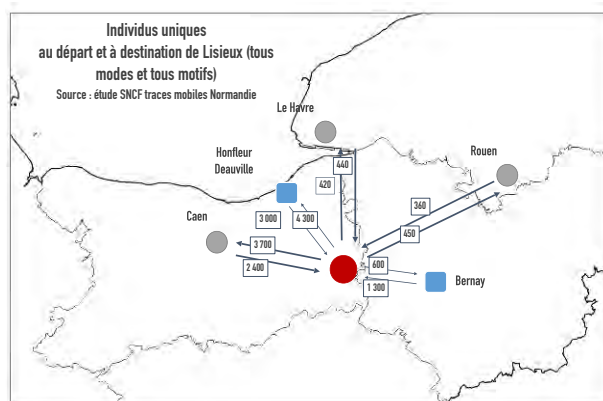 Individus uniques
au départ et à destination de Lisieux (tous
modes et tous motifs)
Source : étude SNCF traces mobiles Normandie
Le Havre
Honfleur
Deauville
440
Rouen
420
360
Caen
3 000
4 300
450
3 700
2 400
600
1 300
Bernay